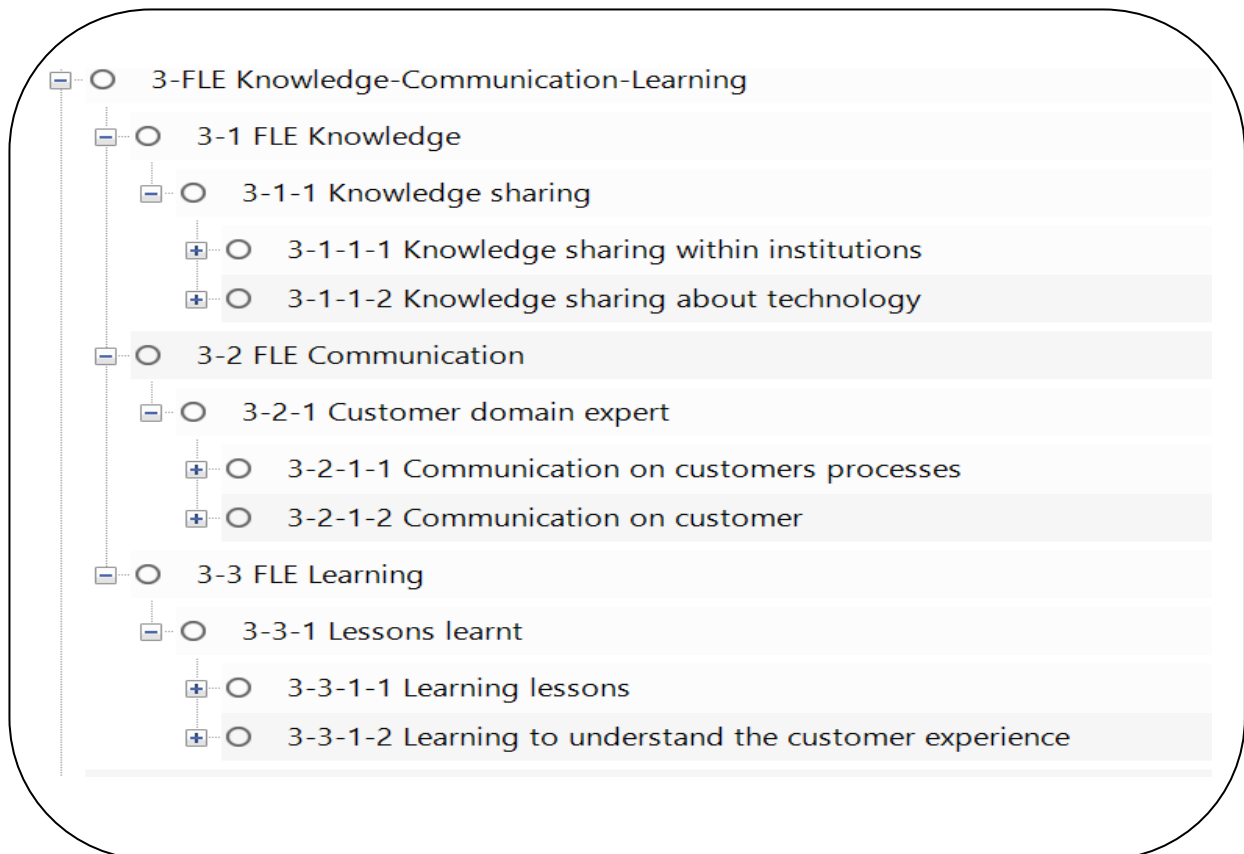 3-FLE Knowledge-Communication-Learning
3-1 FLE Knowledge
3-1-1 Knowledge sharing
3-1-1-1 Knowledge sharing within institutions
3-1-1-2 Knowledge sharing about technology
3-2 FLE Communication
3-2-1 Customer domain expert
3-2-1-1 Communication on customers processes
3-2-1-2 Communication on customer
3-3 FLE Learning
3-3-1 Lessons learnt
3-3-1-1 Learning lessons
3-3-1-2 Learning to understand the customer experience